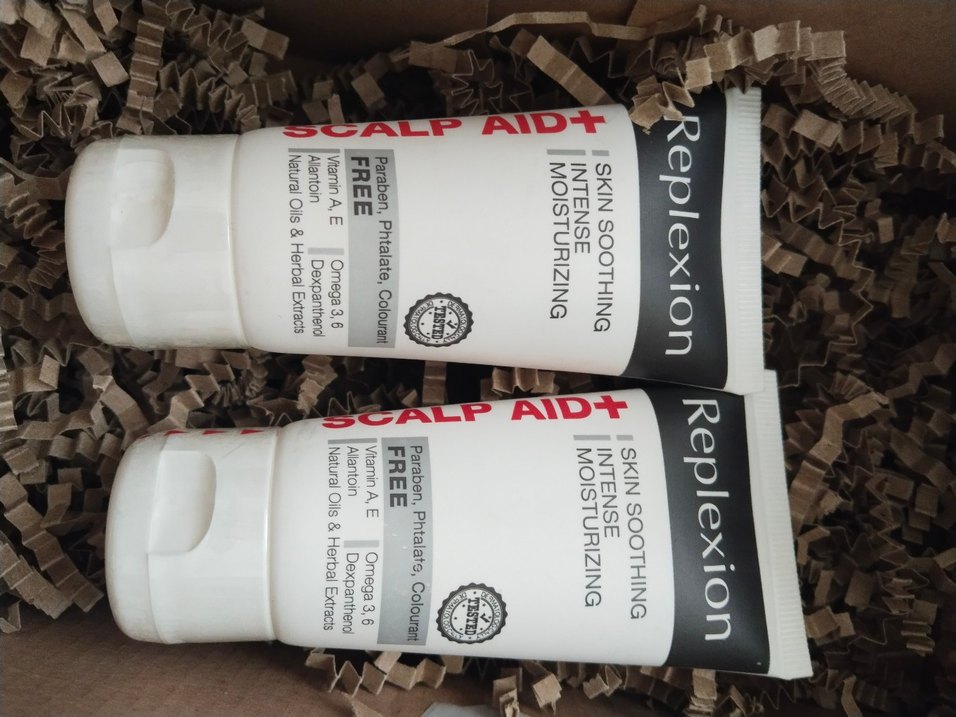 Replexion
SKIN SOOTHING
INTENSE
MOISTURIZING
SCALP AID+
Paraben, Phtalate, Colourant
FREE
TESTED
Vitamin A, E
Omega 3, 6
Allantoin
Dexpanthenol
Natural Oils & Herbal Extracts
Replexion
SKIN SOOTHING
INTENSE
MOISTURIZING
SCALP AID+
Paraben, Phtalate, Colourant
FREE
TESTED
Vitamin A, E
Omega 3, 6
Allantoin
Dexpanthenol
Natural Oils & Herbal Extracts